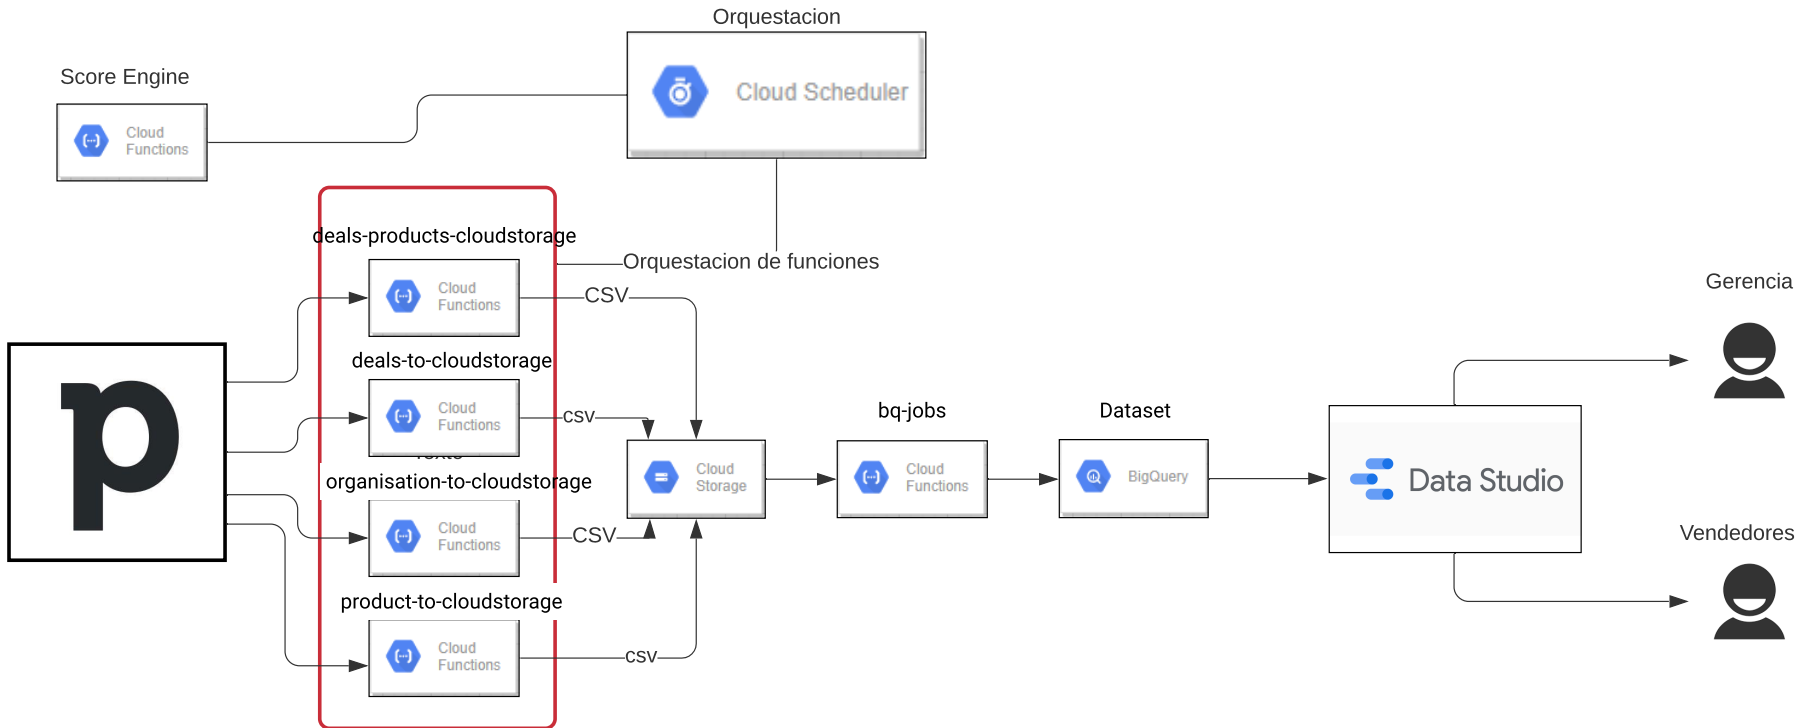 Orquestacion
Cloud Scheduler
Score Engine
Cloud
Functions
deals-products-cloudstorage
Orquestacion de funciones
Cloud
Functions
CSV
deals-to-cloudstorage
Cloud
Functions
csv
organisation-to-cloudstorage
Cloud
Functions
CSV
product-to-cloudstorage
Cloud
Functions
csv
p
Cloud
Storage
bq-jobs
Cloud
Functions
Dataset
BigQuery
Data Studio
Gerencia
Vendedores